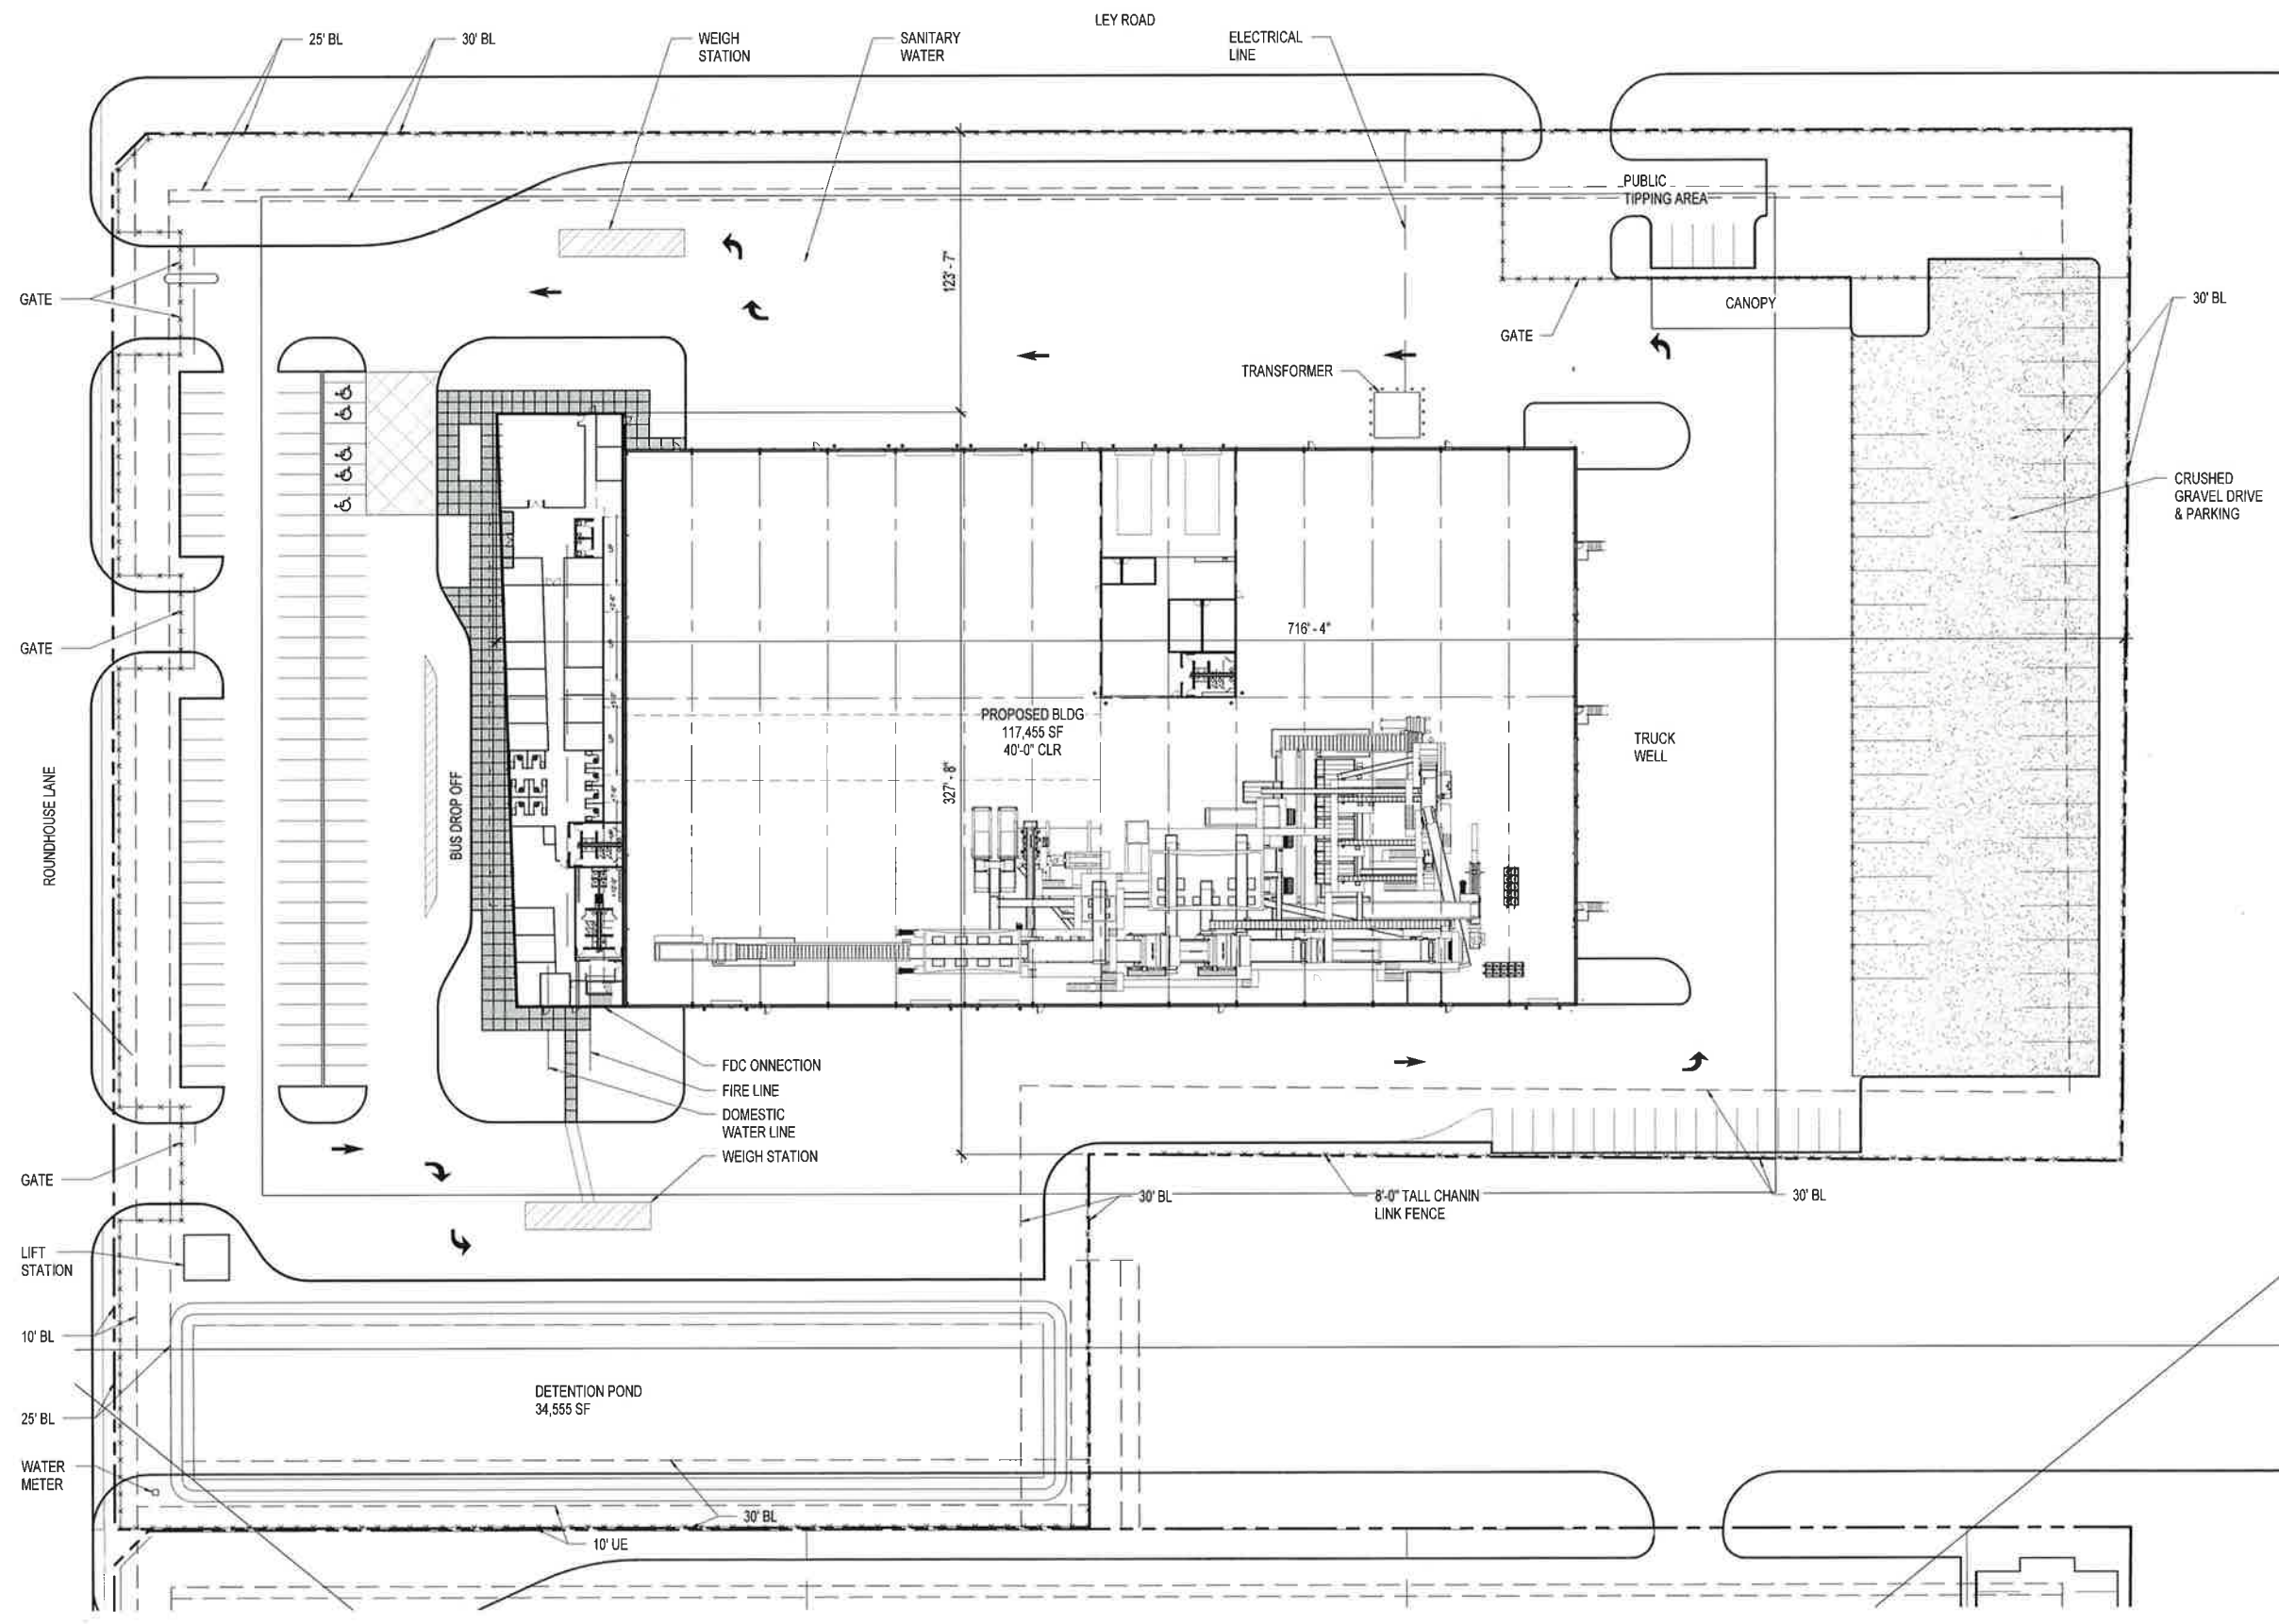 LEY ROAD
25' BL
30' BL
WEIGH
STATION
SANITARY
WATER
ELECTRICAL
LINE
PUBLIC
TIPPING AREA
GATE
123' - 7"
CANOPY
30' BL
GATE
TRANSFORMER
CRUSHED
GRAVEL DRIVE
& PARKING
GATE
716' - 4"
PROPOSED BLDG
117,455 SF
40'-0" CLR
TRUCK
WELL
ROUNDHOUSE LANE
BUS DROP OFF
327' - 8"
FDC ONNECTION
FIRE LINE
DOMESTIC
WATER LINE
WEIGH STATION
GATE
30' BL
8'-0" TALL CHANIN
LINK FENCE
30' BL
LIFT
STATION
10' BL
DETENTION POND
34,555 SF
25' BL
WATER
METER
30' BL
10' UE